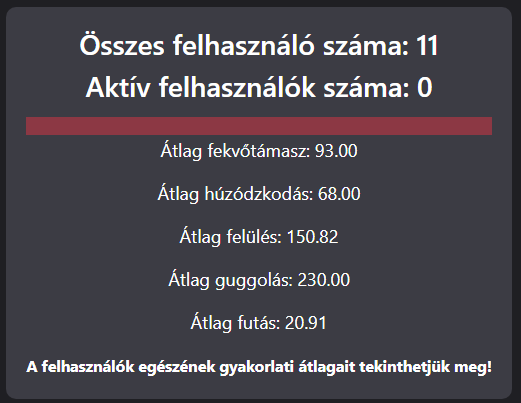 Összes felhasználó száma: 11
Aktív felhasználók száma: 0
Átlag fekvőtámasz: 93.00
Átlag húzódzkodás: 68.00
Átlag felülés: 150.82
Átlag guggolás: 230.00
Átlag futás: 20.91
A felhasználók egészének gyakorlati átlagait tekinthetjük meg!